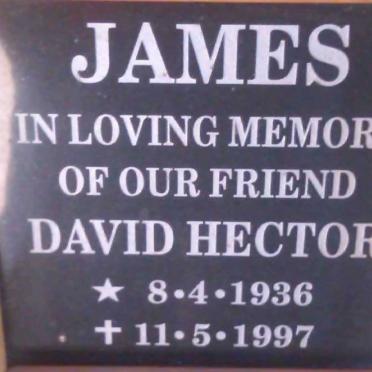 JAMES
IN LOVING MEMOR
OF OUR FRIEND
DAVID HECTOR
★ 8•4•1936
✝ 11•5•1997